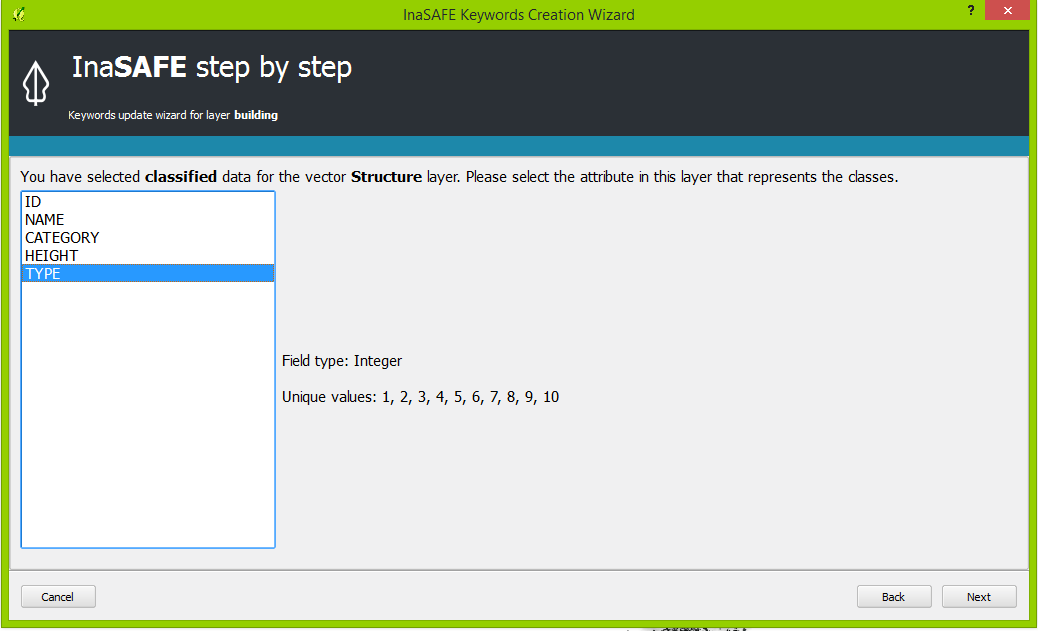 InaSAFE Keywords Creation Wizard
?
InaSAFE step by step
Keywords update wizard for layer building
You have selected classified data for the vector Structure layer. Please select the attribute in this layer that represents the classes.
ID
NAME
CATEGORY
HEIGHT
TYPE
Field type: Integer
Unique values: 1, 2, 3, 4, 5, 6, 7, 8, 9, 10
Cancel
Back
Next